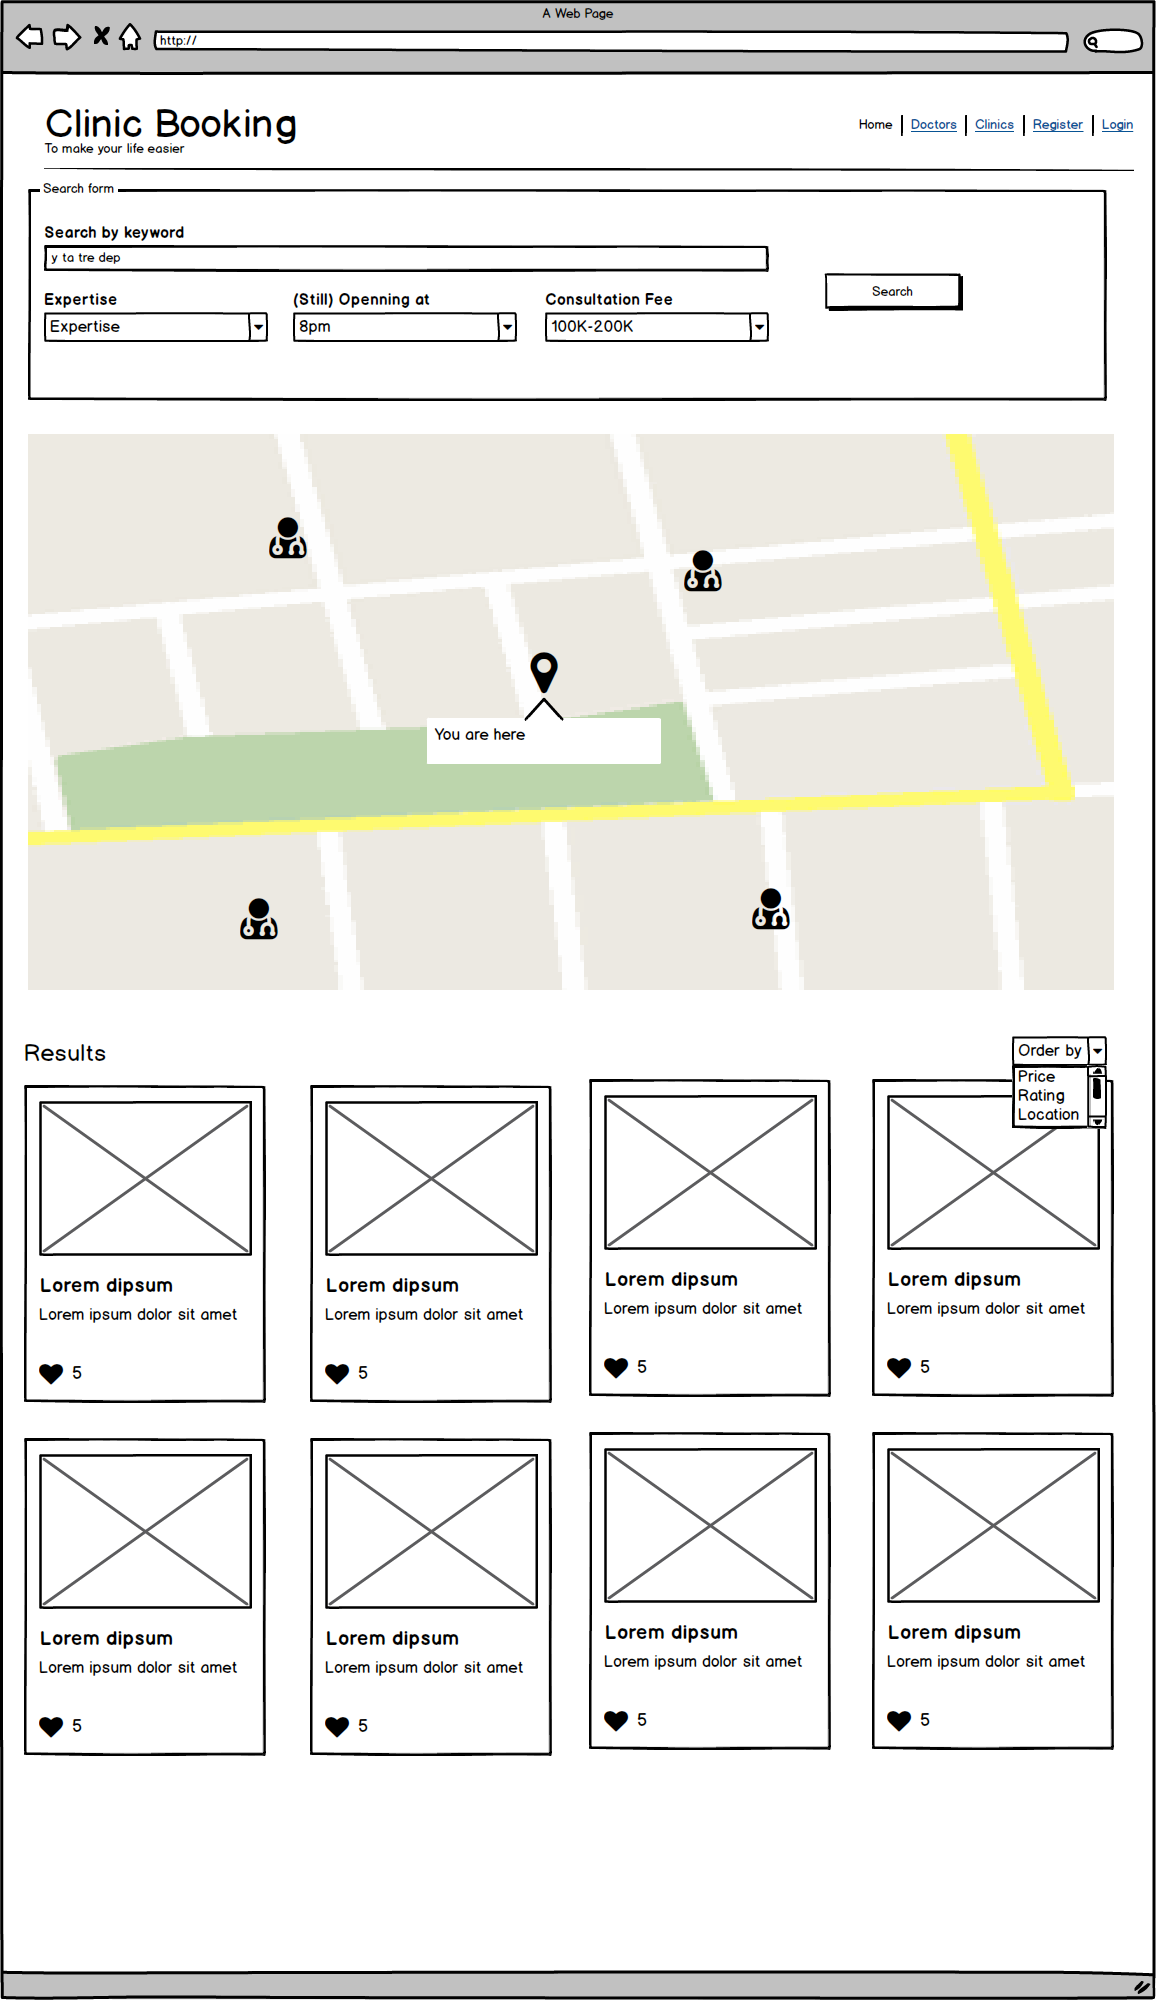 A Web Page
http://
Clinic Booking
To make your life easier
Home
Doctors
Clinics
Register
Login
Search form
Search by keyword
y ta tre dep
Search
Expertise
(Still) Openning at
Consultation Fee
Expertise
8pm
100K-200K
You are here
Results
Order by
Price
Rating
Location
Lorem dipsum
Lorem ipsum dolor sit amet
5
Lorem dipsum
Lorem ipsum dolor sit amet
5
Lorem dipsum
Lorem ipsum dolor sit amet
5
Lorem dipsum
Lorem ipsum dolor sit amet
5
Lorem dipsum
Lorem ipsum dolor sit amet
5
Lorem dipsum
Lorem ipsum dolor sit amet
5
Lorem dipsum
Lorem ipsum dolor sit amet
5
Lorem dipsum
Lorem ipsum dolor sit amet
5